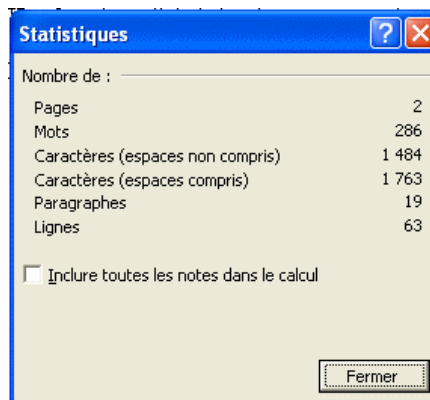 Statistiques
Nombre de :
Pages 2
Mots 286
Caractères (espaces non compris) 1 484
Caractères (espaces compris) 1 763
Paragraphes 19
Lignes 63
Inclure toutes les notes dans le calcul
Fermer